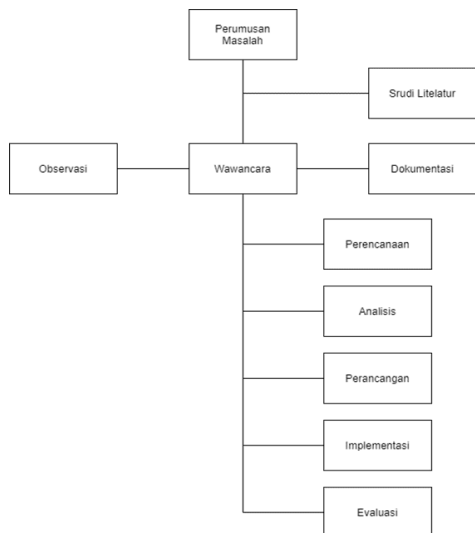 Perumusan
Masalah
Srudi Litelatur
Observasi
Wawancara
Dokumentasi
Perencanaan
Analisis
Perancangan
Implementasi
Evaluasi